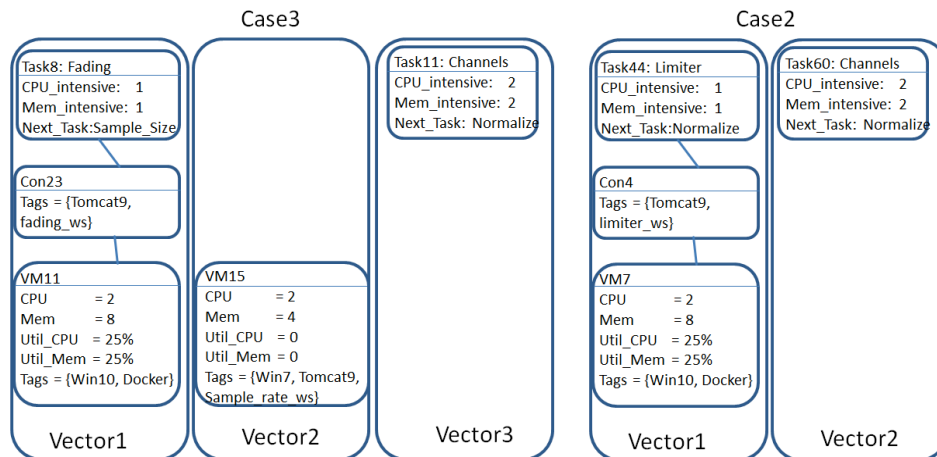 Case3
Task8: Fading
CPU_intensive: 1
Mem_intensive: 1
Next_Task:Sample_Size
Con23
Tags = {Tomcat9,
fading_ws}
VM11
CPU = 2
Mem = 8
Util_CPU = 25%
Util_Mem = 25%
Tags = {Win10, Docker}
Vector1
VM15
CPU = 2
Mem = 4
Util_CPU = 0
Util_Mem = 0
Tags = {Win7, Tomcat9,
Sample_rate_ws}
Vector2
Task11: Channels
CPU_intensive: 2
Mem_intensive: 2
Next_Task: Normalize
Vector3
Case2
Task44: Limiter
CPU_intensive: 1
Mem_intensive: 1
Next_Task:Normalize
Con4
Tags = {Tomcat9,
limiter_ws}
VM7
CPU = 2
Mem = 8
Util_CPU = 25%
Util_Mem = 25%
Tags = {Win10, Docker}
Vector1
Task60: Channels
CPU_intensive: 2
Mem_intensive: 2
Next_Task: Normalize
Vector2